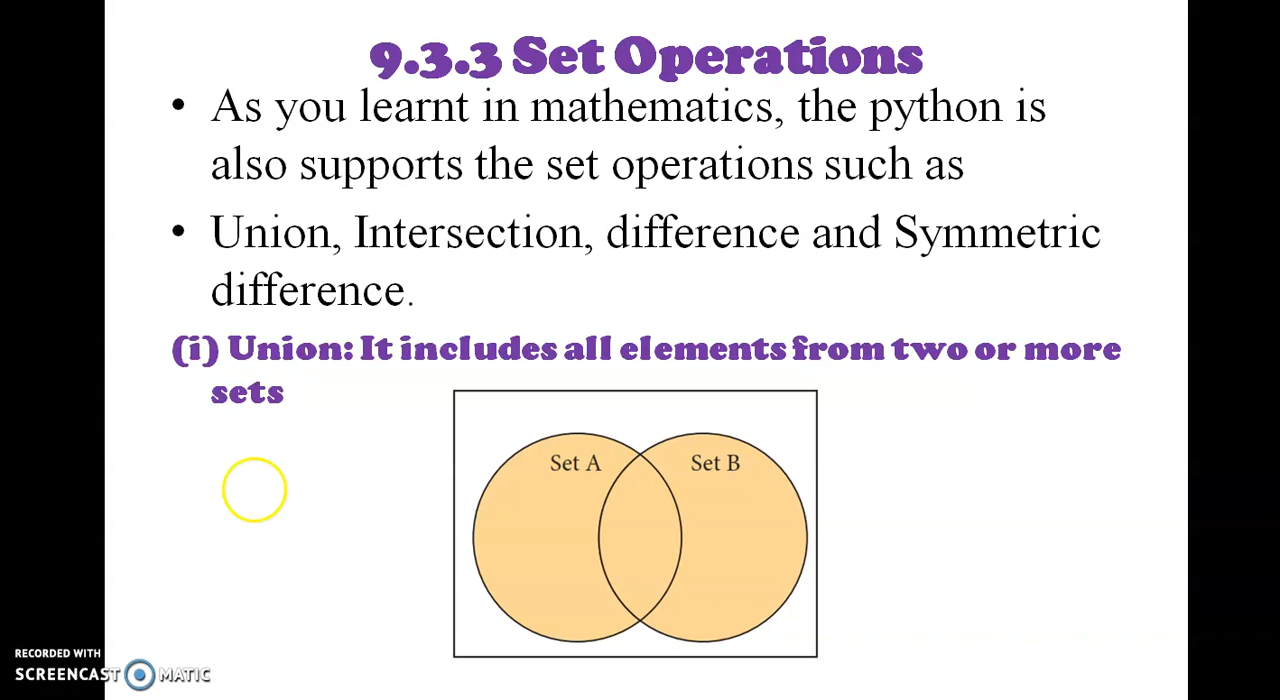 9.3.3 Set Operations
• As you learnt in mathematics, the python is
also supports the set operations such as
• Union, Intersection, difference and Symmetric
difference.
(i) Union: It includes all elements from two or more
sets
Set A Set B
RECORDED WITH
SCREENCAST MATIC